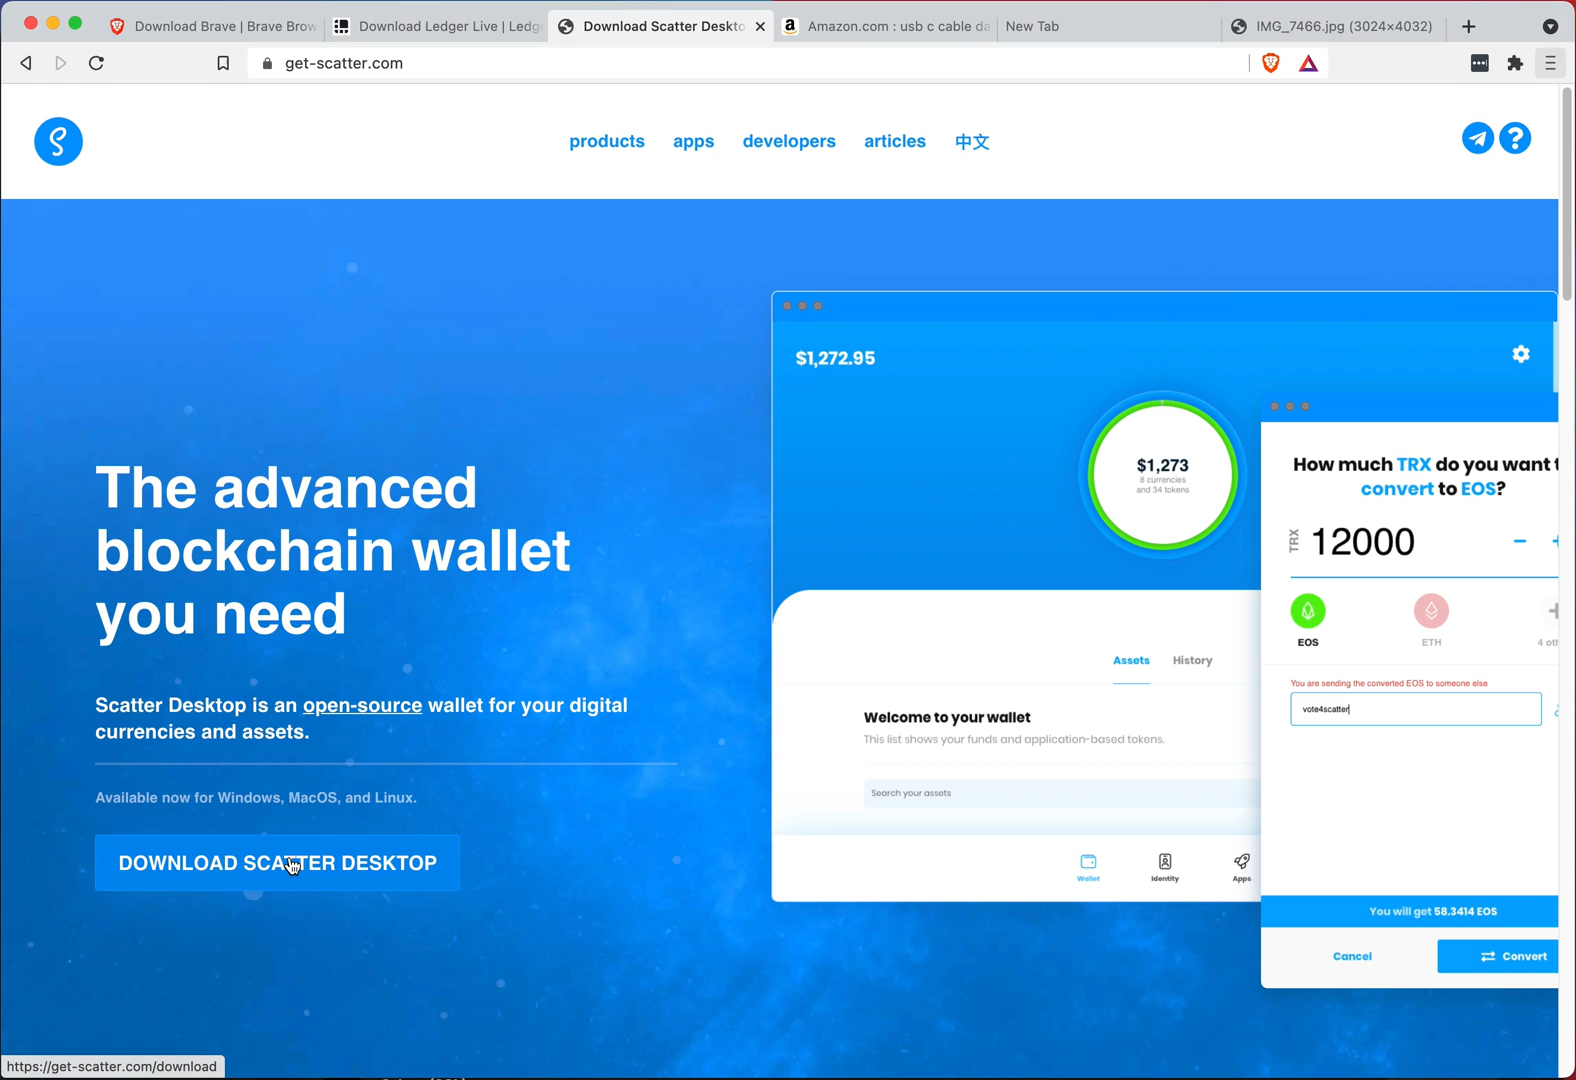 Download Brave | Brave Brow
Download Ledger Live | Ledg
Download Scatter Deskto
Amazon.com : usb c cable da
New Tab
IMG_7466.jpg (3024×4032)
get-scatter.com
products
apps
developers
articles
中文
The advanced
blockchain wallet
you need
Scatter Desktop is an open-source wallet for your digital
currencies and assets.
Available now for Windows, MacOS, and Linux.
DOWNLOAD SCATTER DESKTOP
$1,272.95
$1,273
8 currencies
and 34 tokens
Assets
History
Welcome to your wallet
This list shows your funds and application-based tokens.
Search your assets
Wallet
Identity
Apps
How much TRX do you want t
convert to EOS?
TRX
12000
EOS
ETH
4 oth
You are sending the converted EOS to someone else
vote4scatter
You will get 58.3414 EOS
Cancel
Convert
https://get-scatter.com/download